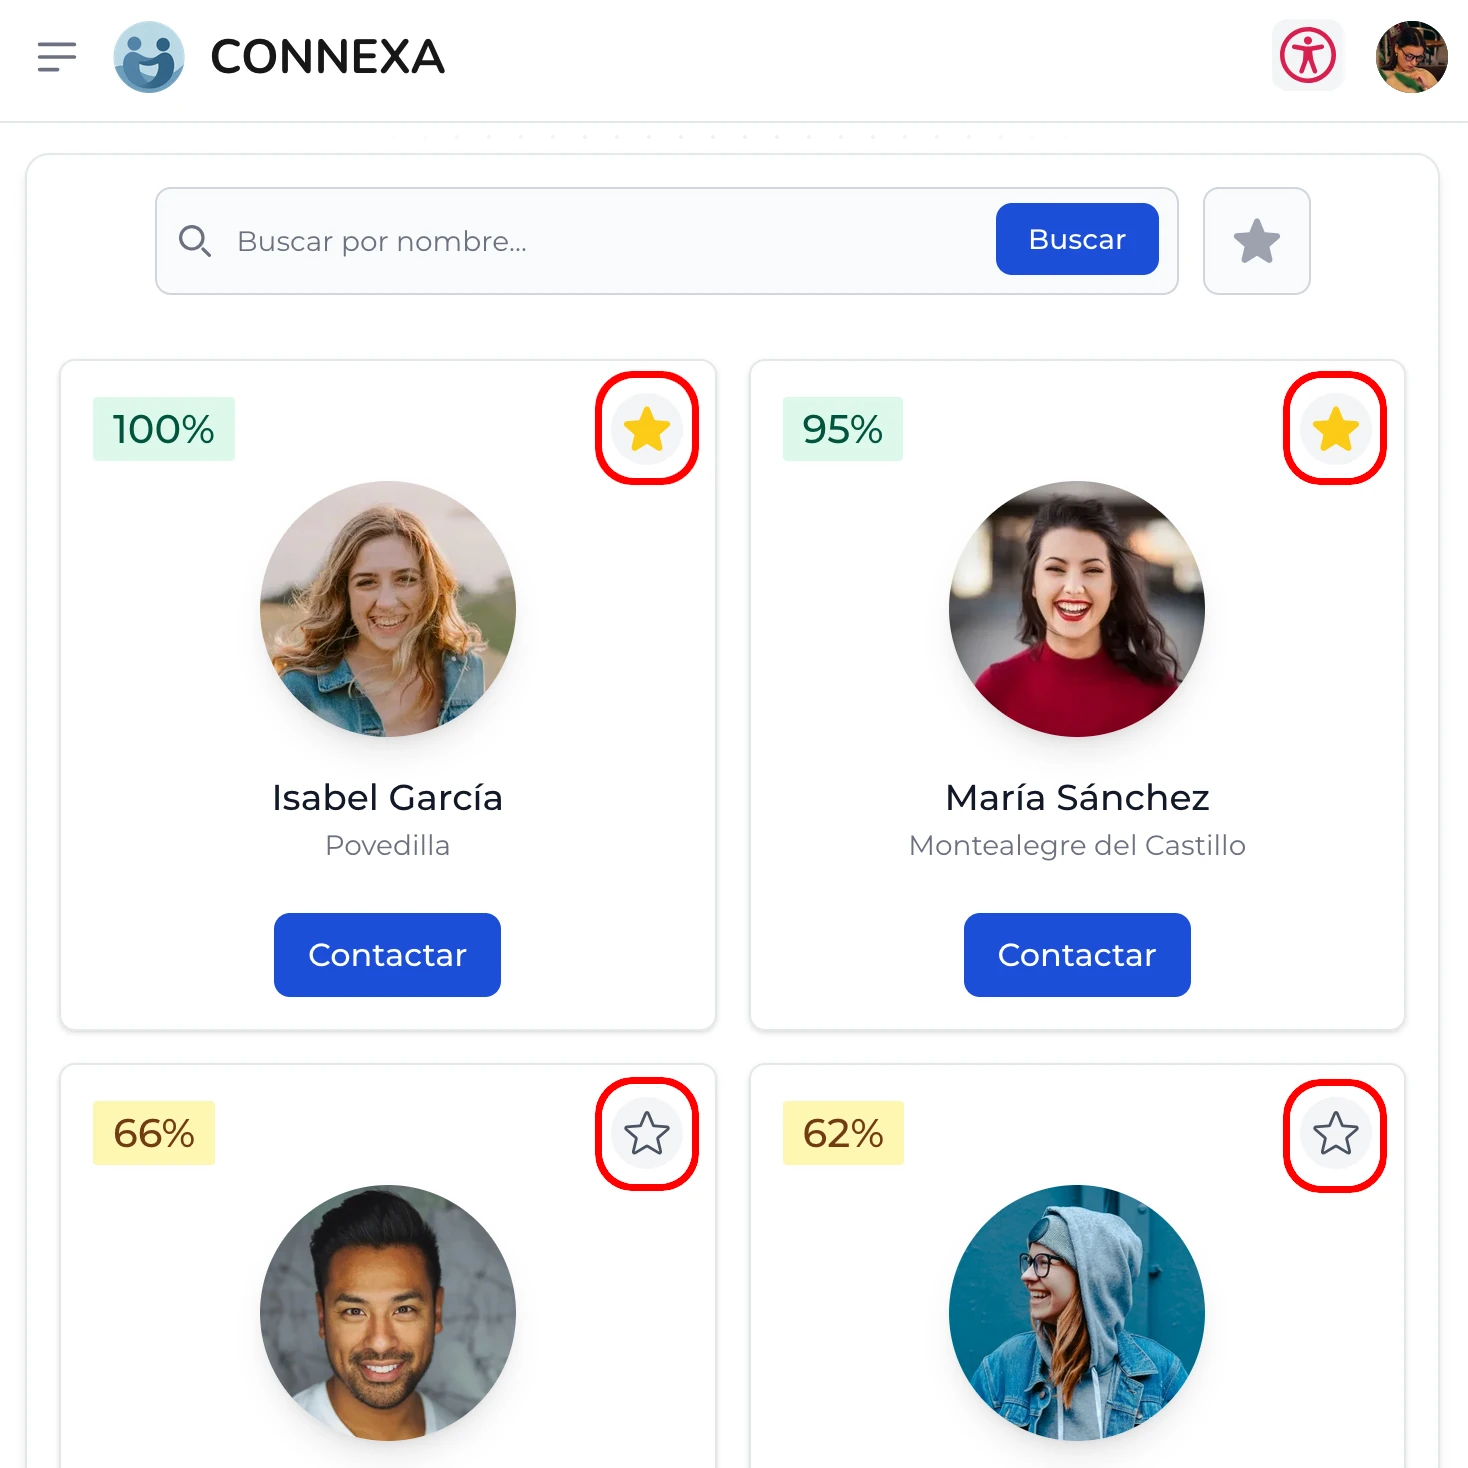 CONNEXA
Buscar por nombre...
Buscar
100%
95%
Isabel García
Povedilla
Contactar
María Sánchez
Montealegre del Castillo
Contactar
66%
62%